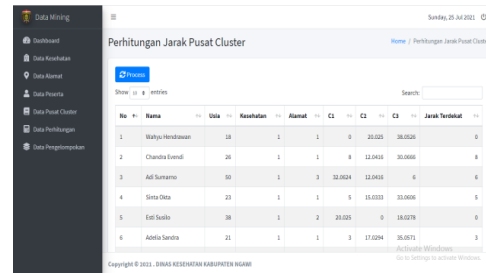 Data Mining
Sunday, 25 Jul 2021
Dashboard
Data Kesehatan
Data Alamat
Data Peserta
Data Pusat Cluster
Data Perhitungan
Data Pengelompokan
Perhitungan Jarak Pusat Cluster
Home / Perhitungan Jarak Pusat Cluste
Process
Show 10 entries Search:
No Nama Usia Kesehatan Alamat C1 C2 C3 Jarak Terdekat
1 Wahyu Hendrawan 18 1 1 0 20.025 38.0526 0
2 Chandra Evendi 26 1 1 8 12.0416 30.0666 8
3 Adi Sumarno 50 1 3 32.0624 12.0416 6 6
4 Sinta Okta 23 1 1 5 15.0333 33.0606 5
5 Esti Susilo 38 1 2 20.025 0 18.0278 0
6 Adelia Sandra 21 1 1 3 17.0294 35.0571 3
Activate Windows
Go to Settings to activate Windows.
Copyright © 2021 . DINAS KESEHATAN KABUPATEN NGAWI